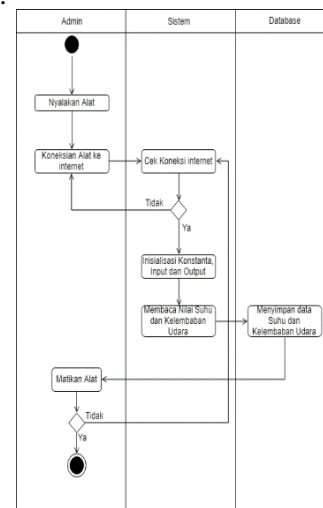 Admin
Sistem
Database
Nyalakan Alat
Koneksian Alat ke
internet
Cek Koneksi internet
Tidak
Ya
Inisialisasi Konstanta,
Input dan Output
Membaca Nilai Suhu
dan Kelembaban
Udara
Menyimpan data
Suhu dan
Kelembaban Udara
Matikan Alat
Tidak
Ya